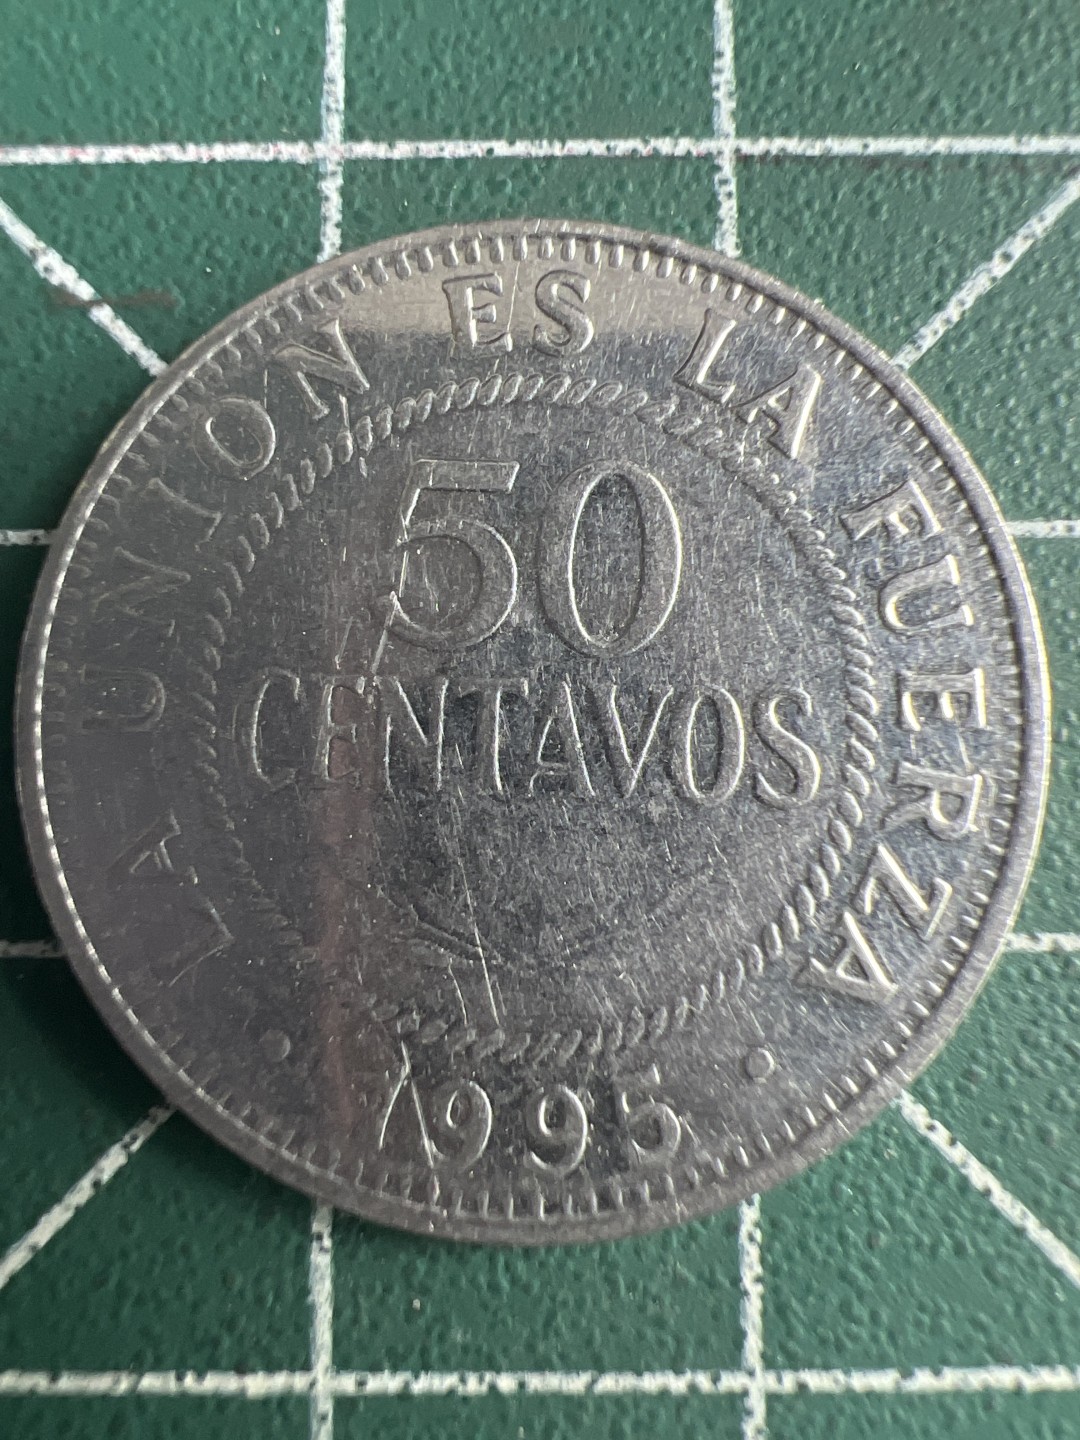 LA UNION ES LA FUERZA
50
CENTAVOS
1995